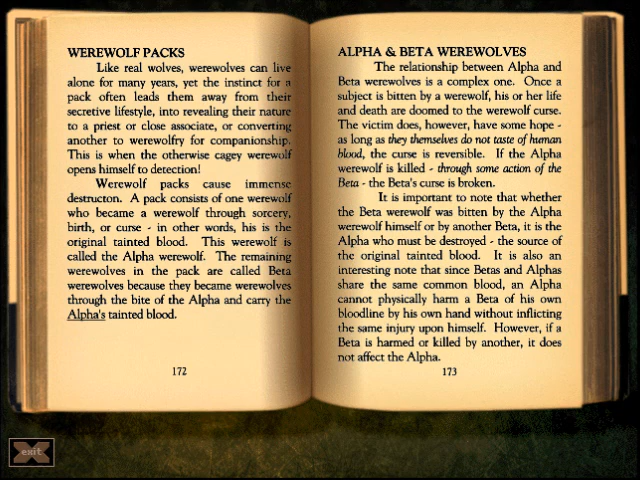 WEREWOLF PACKS
Like real wolves, werewolves can live
alone for many years, yet the instinct for a
pack often leads them away from their
secretive lifestyle, into revealing their nature
to a priest or close associate, or converting
another to werewolfry for companionship.
This is when the otherwise cagey werewolf
opens himself to detection!
Werewolf packs cause immense
destructon. A pack consists of one werewolf
who became a werewolf through sorcery,
birth, or curse - in other words, his is the
original tainted blood. This werewolf is
called the Alpha werewolf. The remaining
werewolves in the pack are called Beta
werewolves because they became werewolves
through the bite of the Alpha and carry the
Alpha's tainted blood.
172
ALPHA & BETA WEREWOLVES
The relationship between Alpha and
Beta werewolves is a complex one. Once a
subject is bitten by a werewolf, his or her life
and death are doomed to the werewolf curse.
The victim does, however, have some hope -
as long as they themselves do not taste of human
blood, the curse is reversible. If the Alpha
werewolf is killed - through some action of the
Beta - the Beta's curse is broken.
It is important to note that whether
the Beta werewolf was bitten by the Alpha
werewolf himself or by another Beta, it is the
Alpha who must be destroyed - the source of
the original tainted blood. It is also an
interesting note that since Betas and Alphas
share the same common blood, an Alpha
cannot physically harm a Beta of his own
bloodline by his own hand without inflicting
the same injury upon himself. However, if a
Beta is harmed or killed by another, it does
not affect the Alpha.
173
exit